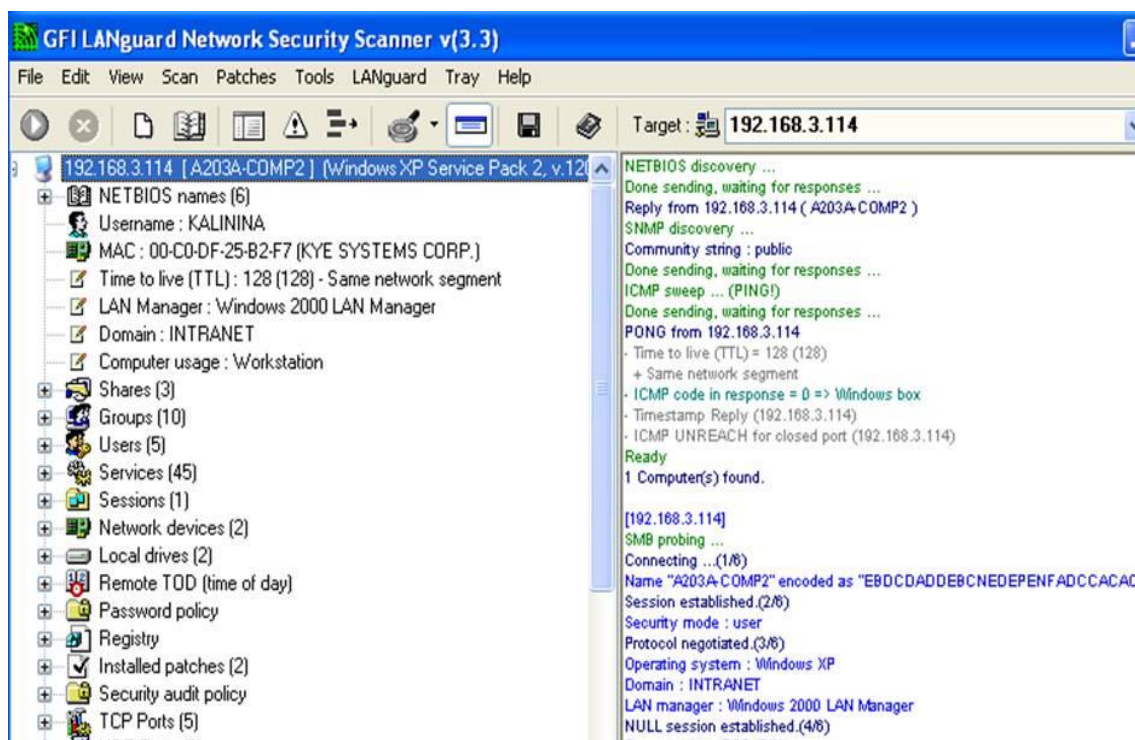 GFI LANguard Network Security Scanner v(3.3)
File Edit View Scan Patches Tools LANguard Tray Help
Target : 192.168.3.114
192.168.3.114 [ A203A-COMP2 ] (Windows XP Service Pack 2, v.12
NETBIOS names (6)
Username : KALININA
MAC : 00-C0-DF-25-B2-F7 (KYE SYSTEMS CORP.)
Time to live (TTL) : 128 (128) - Same network segment
LAN Manager : Windows 2000 LAN Manager
Domain : INTRANET
Computer usage : Workstation
Shares (3)
Groups (10)
Users (5)
Services (45)
Sessions (1)
Network devices (2)
Local drives (2)
Remote TOD (time of day)
Password policy
Registry
Installed patches (2)
Security audit policy
TCP Ports (5)
NETBIOS discovery ...
Done sending, waiting for responses ...
Reply from 192.168.3.114 ( A203A-COMP2 )
SNMP discovery ...
Community string : public
Done sending, waiting for responses ...
ICMP sweep ... (PING!)
Done sending, waiting for responses ...
PONG from 192.168.3.114
- Time to live (TTL) = 128 (128)
+ Same network segment
- ICMP code in response = 0 => Windows box
- Timestamp Reply (192.168.3.114)
- ICMP UNREACH for closed port (192.168.3.114)
Ready
1 Computer(s) found.
[192.168.3.114]
SMB probing ...
Connecting ...(1/6)
Name "A203A-COMP2" encoded as "EBDCDADDEBCNEDEPENFADCCACAC
Session established.(2/6)
Security mode : user
Protocol negotiated.(3/6)
Operating system : Windows XP
Domain : INTRANET
LAN manager : Windows 2000 LAN Manager
NULL session established.(4/6)